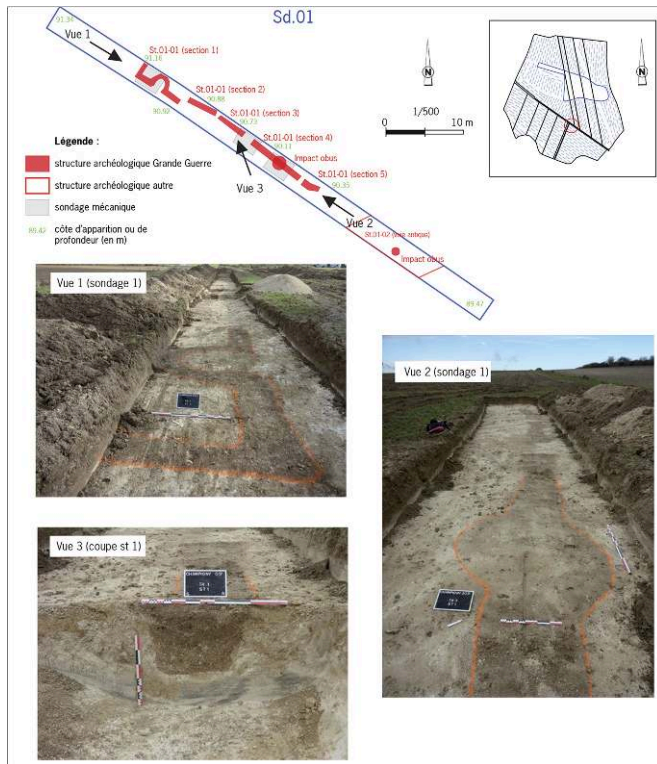 Sd.01
91.34
Vue 1
St.01-01 (section 1)
91.16
St.01-01 (section 2)
90.92
90.88
St.01-01 (section 3)
90.73
St.01-01 (section 4)
90.11
Impact obus
Vue 3
St.01-01 (section 5)
90.35
Vue 2
Impact obus
89.47
N
1/500
0 10 m
N
Légende :
structure archéologique Grande Guerre
structure archéologique autre
sondage mécanique
89.42 côte d'apparition ou de
profondeur (en m)
Vue 1 (sondage 1)
Vue 2 (sondage 1)
Vue 3 (coupe st 1)